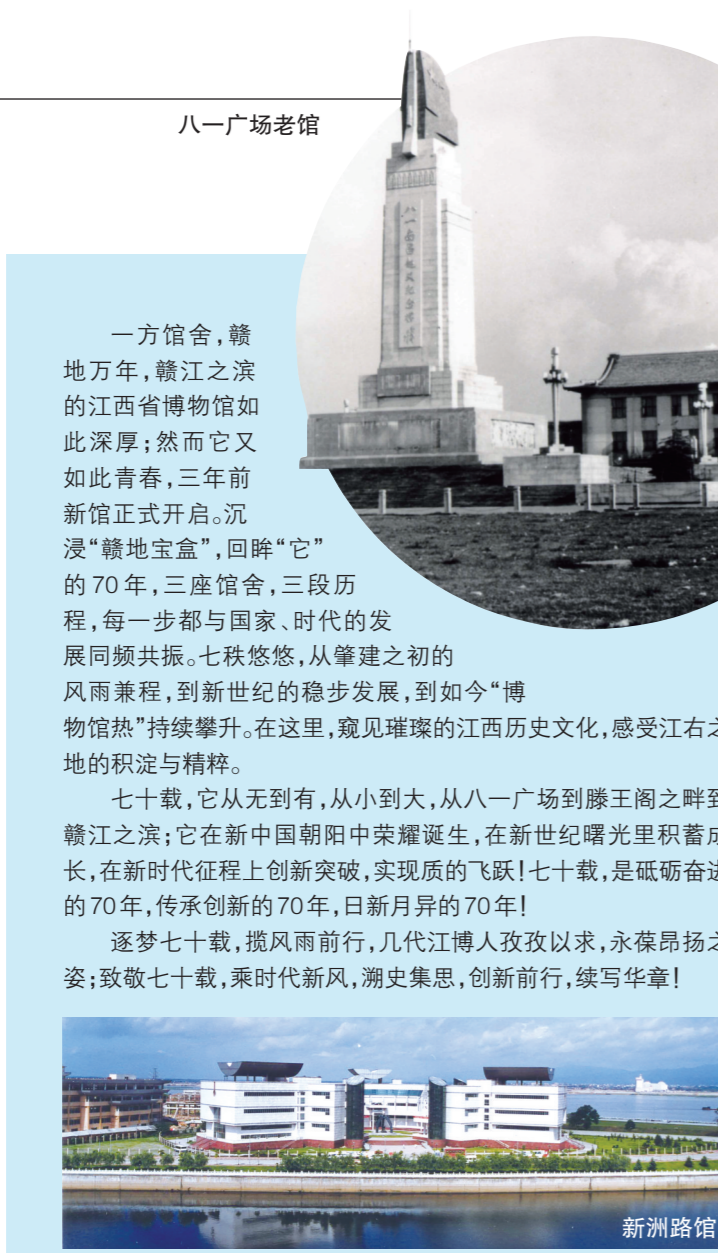 八一广场老馆
八一南昌起义纪念塔
一方馆舍,赣
地万年,赣江之滨
的江西省博物馆如
此深厚;然而它又
如此青春,三年前
新馆正式开启。沉
浸“赣地宝盒”,回眸“它”
的70年,三座馆舍,三段历
程,每一步都与国家、时代的发
展同频共振。七秩悠悠,从肇建之初的
风雨兼程,到新世纪的稳步发展,到如今“博
物馆热”持续攀升。在这里,窥见璀璨的江西历史文化,感受江右之
地的积淀与精粹。
七十载,它从无到有,从小到大,从八一广场到滕王阁之畔到
赣江之滨;它在新中国朝阳中荣耀诞生,在新世纪曙光里积蓄成
长,在新时代征程上创新突破,实现质的飞跃!七十载,是砥砺奋进
的70年,传承创新的70年,日新月异的70年!
逐梦七十载,揽风雨前行,几代江博人孜孜以求,永葆昂扬之
姿;致敬七十载,乘时代新风,溯史集思,创新前行,续写华章!
新洲路馆